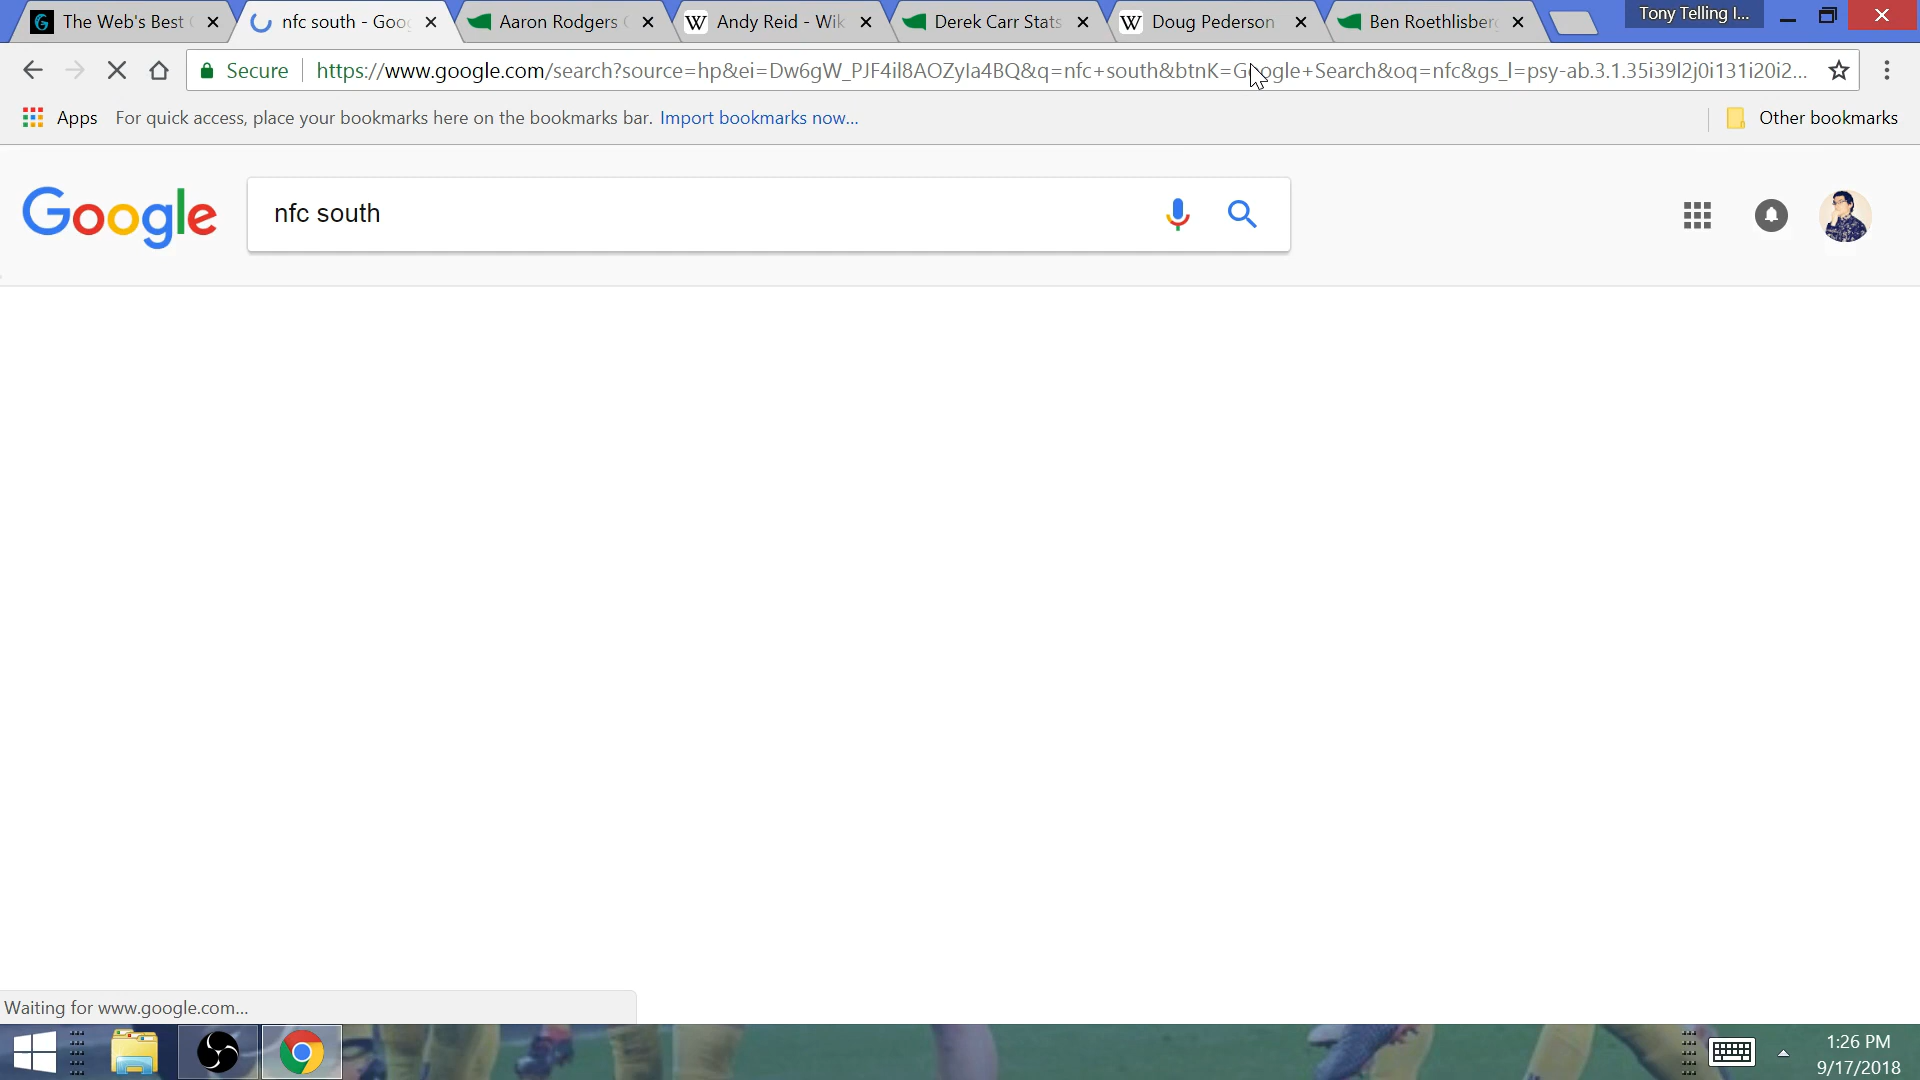 The Web's Best
nfc south - Goo
Aaron Rodgers
Andy Reid - Wik
Derek Carr Stats
Doug Pederson
Ben Roethlisber
Tony Telling I...
Secure
https://www.google.com/search?source=hp&ei=Dw6gW_PJF4il8AOZyIa4BQ&q=nfc+south&btnK=Google+Search&oq=nfc&gs_l=psy-ab.3.1.35i39l2j0i131i20i2...
Apps
For quick access, place your bookmarks here on the bookmarks bar. Import bookmarks now...
Other bookmarks
Google
nfc south
Waiting for www.google.com...
1:26 PM
9/17/2018